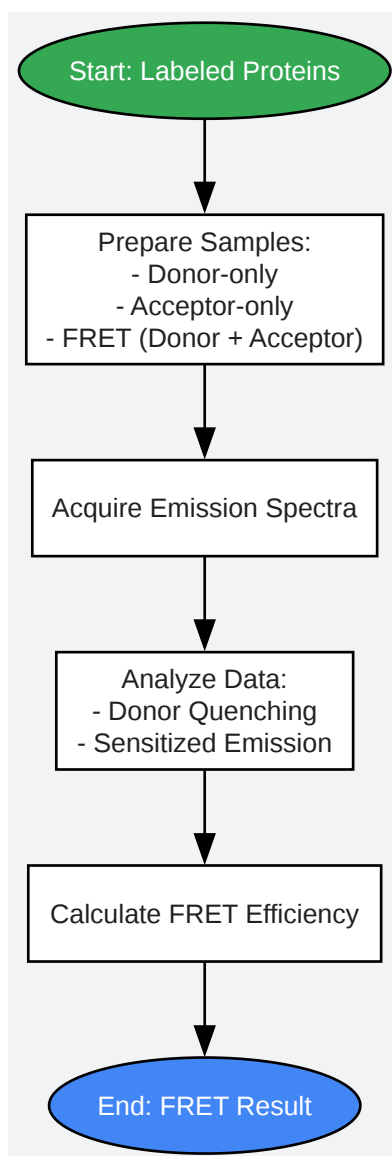 Start: Labeled Proteins
Prepare Samples:
- Donor-only
- Acceptor-only
- FRET (Donor + Acceptor)
Acquire Emission Spectra
Analyze Data:
- Donor Quenching
- Sensitized Emission
Calculate FRET Efficiency
End: FRET Result